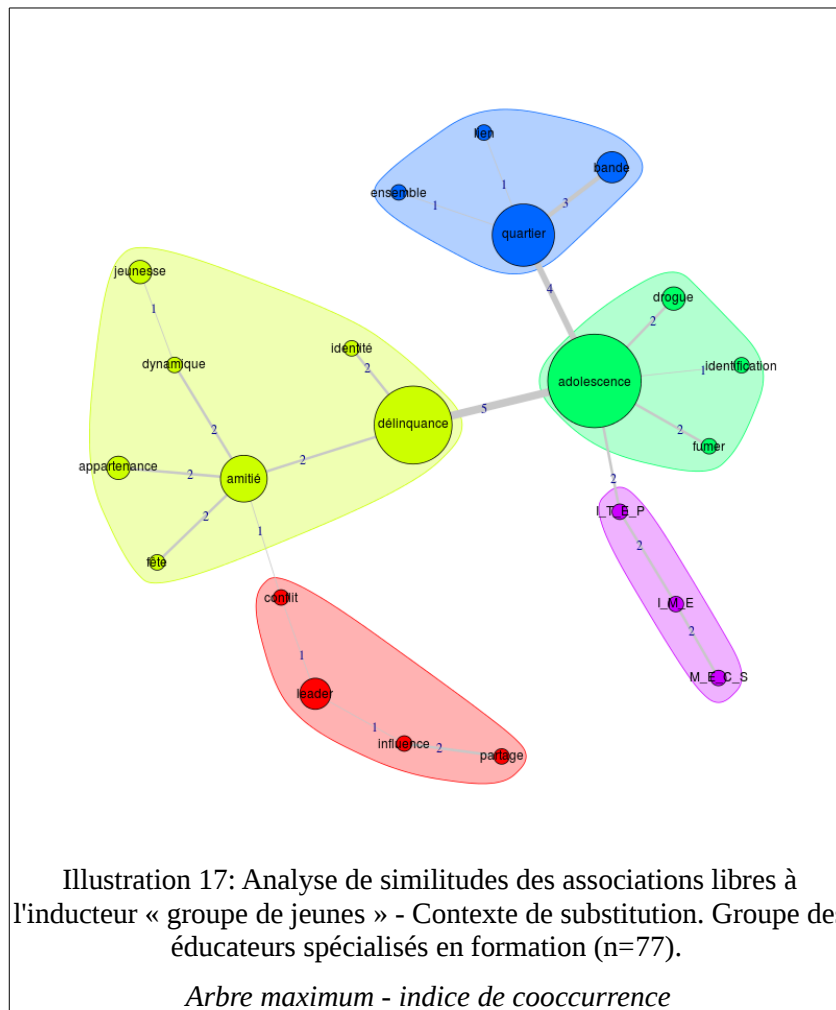 lien
bande
ensemble
1
1
3
quartier
jeunesse
4
drogue
1
identité
2
dynamique
2
identification
1
adolescence
délinquance
5
2
2
fumer
appartenance
2
2
amitié
2
2
I_T_E_P
1
2
fête
conflit
I_M_E
2
1
M_E_C_S
leader
1
influence
2
partage
Illustration 17: Analyse de similitudes des associations libres à
l'inducteur « groupe de jeunes » - Contexte de substitution. Groupe des
éducateurs spécialisés en formation (n=77).
Arbre maximum - indice de cooccurrence